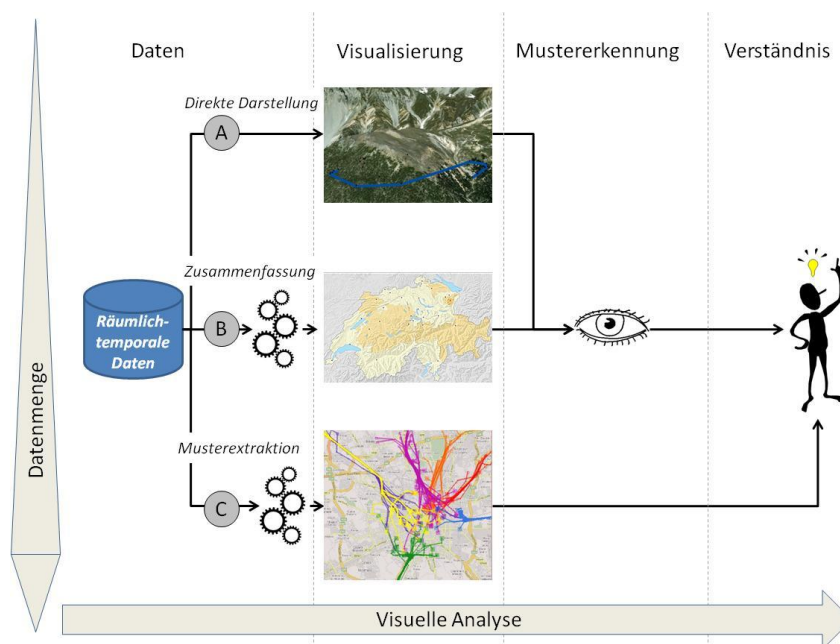 Daten
Visualisierung
Mustererkennung
Verständnis
Direkte Darstellung
A
Zusammenfassung
Räumlich-
temporale
Daten
B
Musterextraktion
C
Datenmenge
Visuelle Analyse